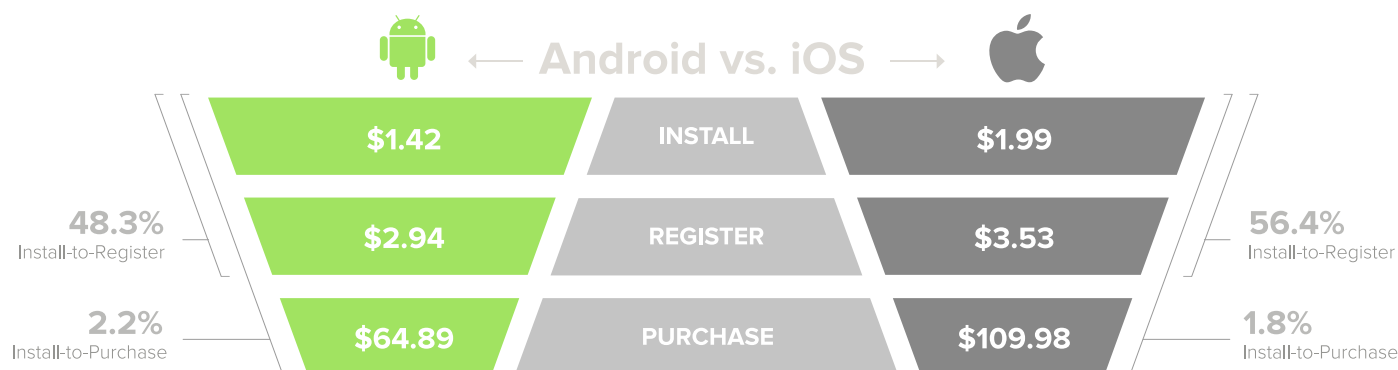 Android vs. iOS
$1.42
INSTALL
$1.99
48.3%
Install-to-Register
$2.94
REGISTER
$3.53
56.4%
Install-to-Register
2.2%
Install-to-Purchase
$64.89
PURCHASE
$109.98
1.8%
Install-to-Purchase